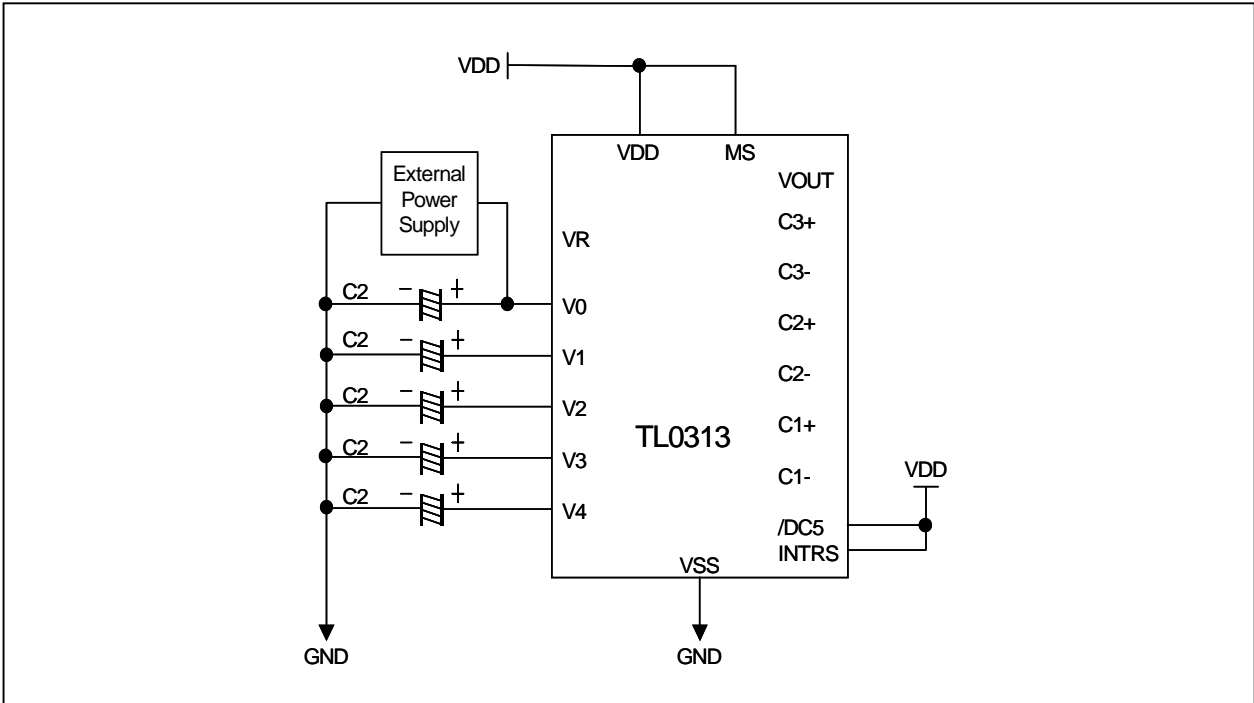 VDD
VDD MS
External
Power
Supply
VOUT
C3+
VR
C3-
C2 − + V0
C2+
C2 − + V1
C2-
C2 − + V2
C1+
TL0313
C2 − + V3
C1-
VDD
C2 − + V4
/DC5
INTRS
VSS
GND
GND